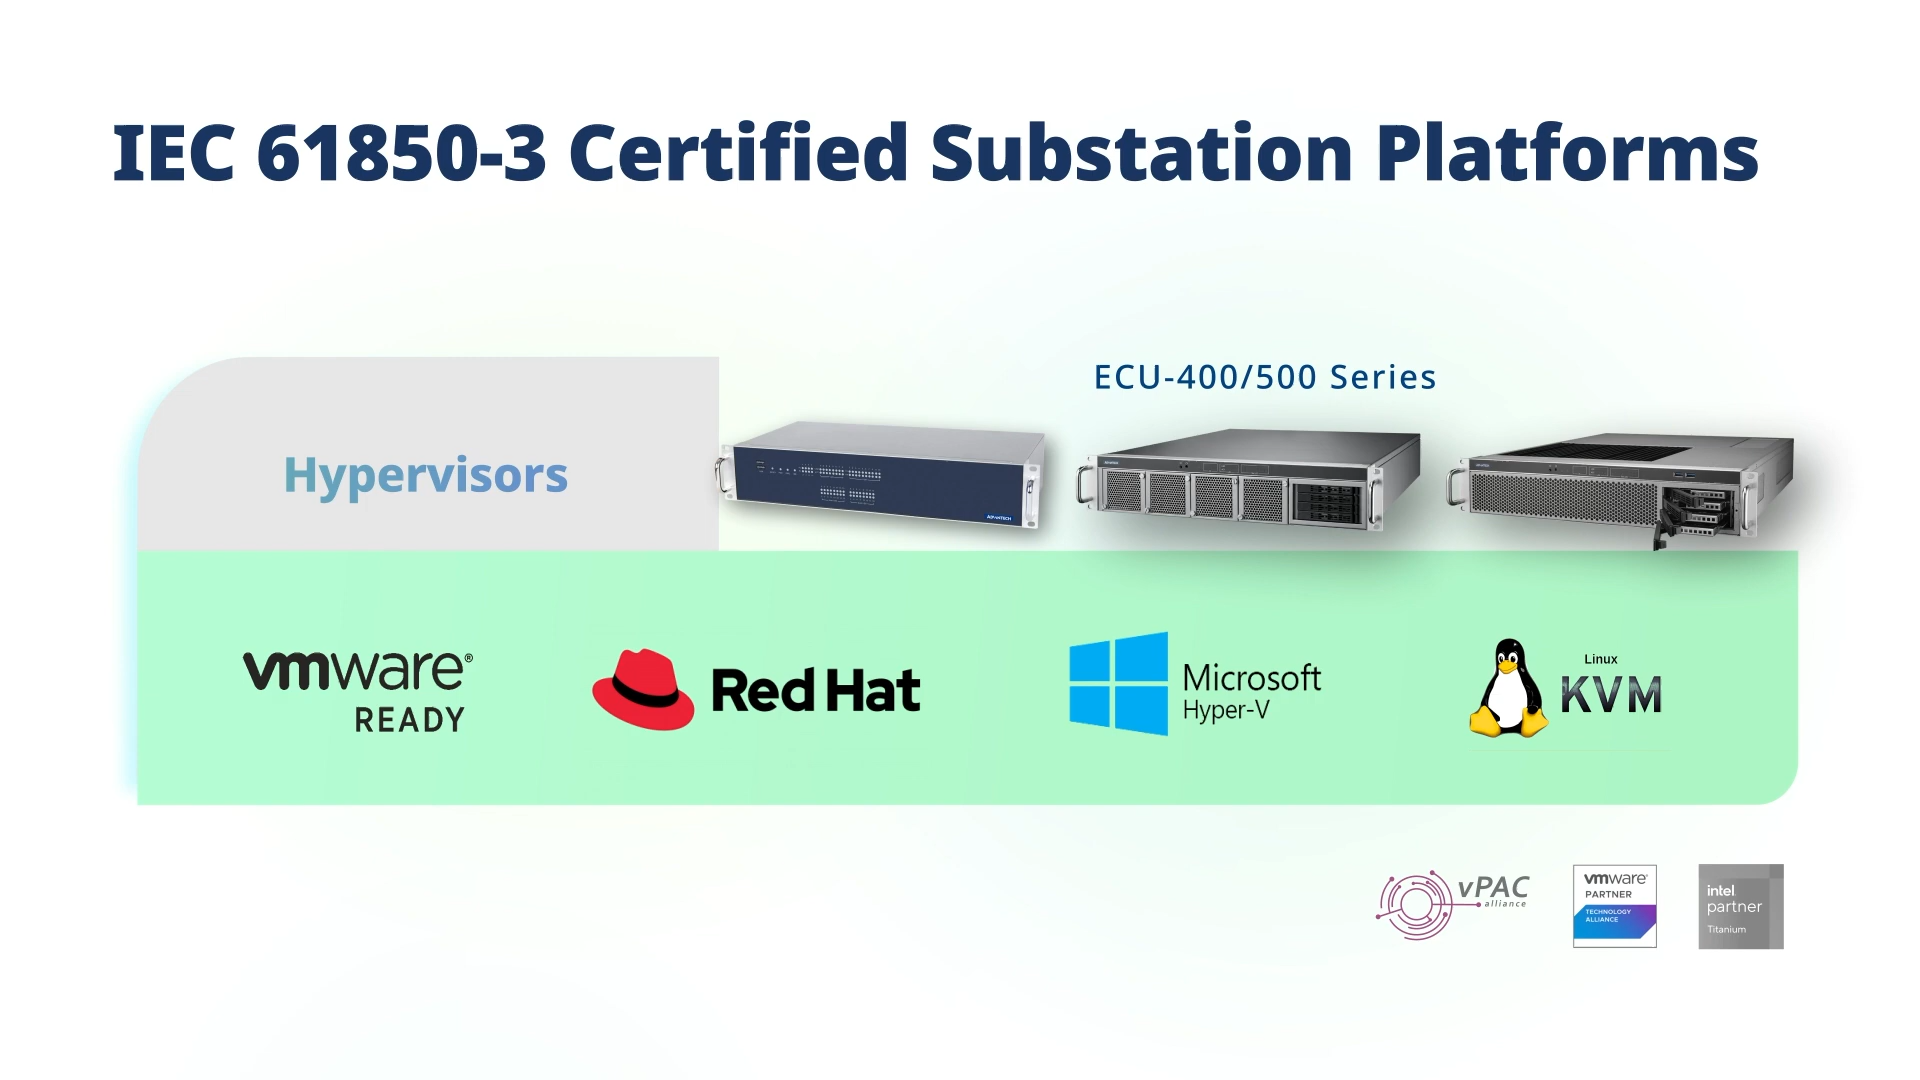 IEC 61850-3 Certified Substation Platforms
ECU-400/500 Series
Hypervisors
ADVANTECH
vmware®
READY
Red Hat
Microsoft
Hyper-V
Linux
KVM
vPAC
alliance
vmware®
PARTNER
TECHNOLOGY
ALLIANCE
intel
partner
Titanium